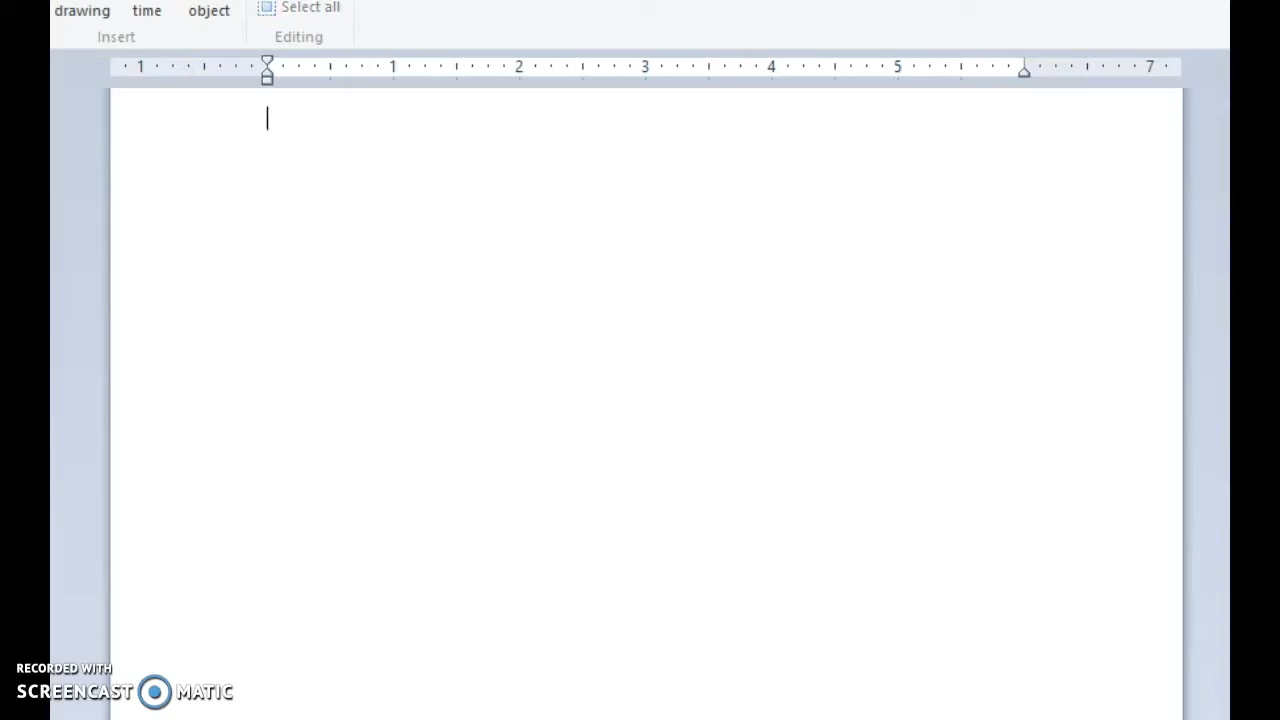 drawing time object Select all
Insert Editing
1 1 2 3 4 5 7
RECORDED WITH
SCREENCAST MATIC